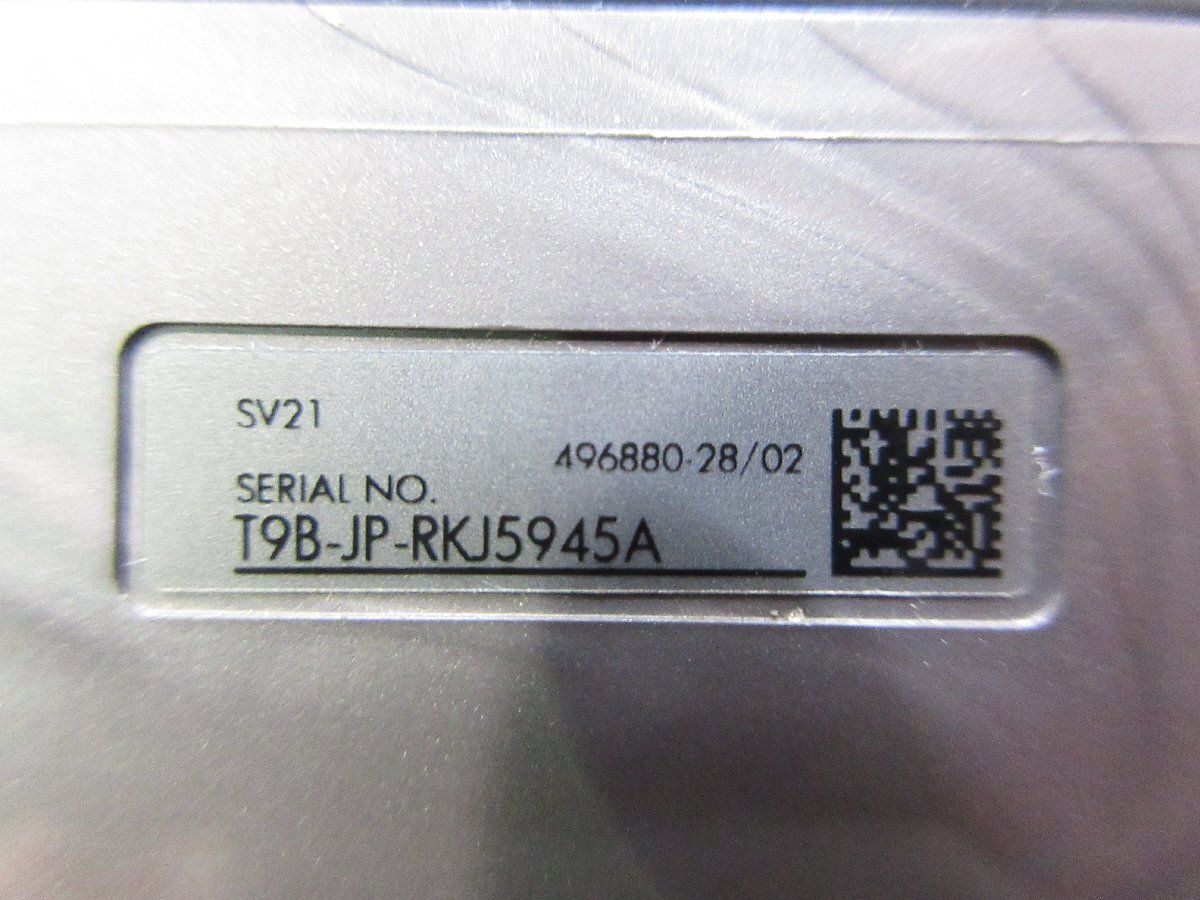 SV21
496880-28/02
SERIAL NO.
T9B-JP-RKJ5945A